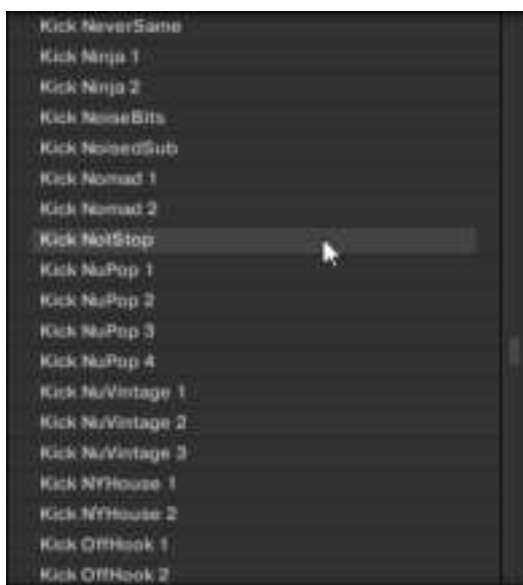 Kick NeverSame
Kick Ninja 1
Kick Ninja 2
Kick NoiseBits
Kick NoisedSub
Kick Nomad 1
Kick Nomad 2
Kick NotStop
Kick NuPop 1
Kick NuPop 2
Kick NuPop 3
Kick NuPop 4
Kick NuVintage 1
Kick NuVintage 2
Kick NuVintage 3
Kick NYHouse 1
Kick NYHouse 2
Kick OffHook 1
Kick OffHook 2